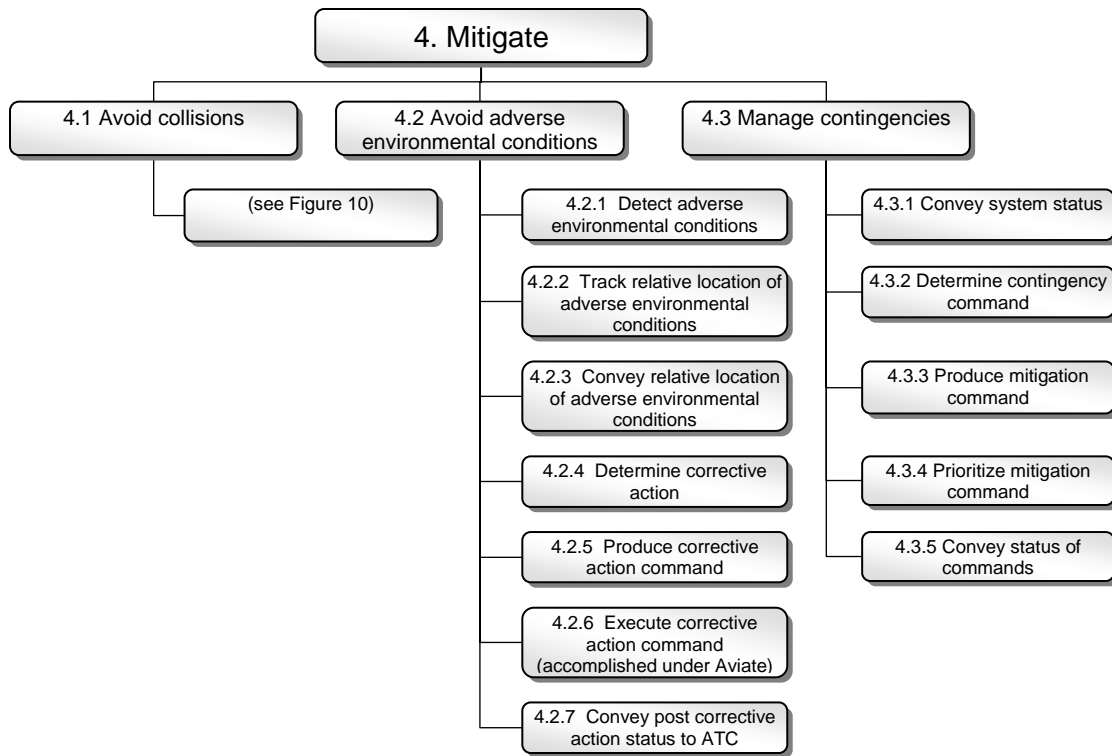 4. Mitigate
4.1 Avoid collisions
(see Figure 10)
4.2 Avoid adverse
environmental conditions
4.2.1  Detect adverse
environmental conditions
4.2.2  Track relative location of
adverse environmental
conditions
4.2.3  Convey relative location
of adverse environmental
conditions
4.2.4  Determine corrective
action
4.2.5  Produce corrective
action command
4.2.6  Execute corrective
action command
(accomplished under Aviate)
4.2.7  Convey post corrective
action status to ATC
4.3 Manage contingencies
4.3.1 Convey system status
4.3.2 Determine contingency
command
4.3.3 Produce mitigation
command
4.3.4 Prioritize mitigation
command
4.3.5 Convey status of
commands